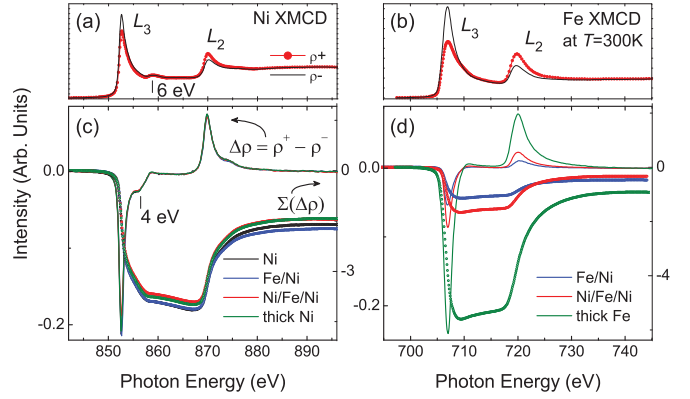 (a)
Ni XMCD
L3
L2
ρ+
ρ-
6 eV
(b)
Fe XMCD
at T=300K
L3
L2
Intensity (Arb. Units)
(c)
Δρ = ρ⁺ − ρ⁻
Σ(Δρ)
4 eV
0.0
-0.2
0
-3
Ni
Fe/Ni
Ni/Fe/Ni
thick Ni
850 860 870 880 890
Photon Energy (eV)
(d)
0.0
-0.2
0
-4
Fe/Ni
Ni/Fe/Ni
thick Fe
700 710 720 730 740
Photon Energy (eV)